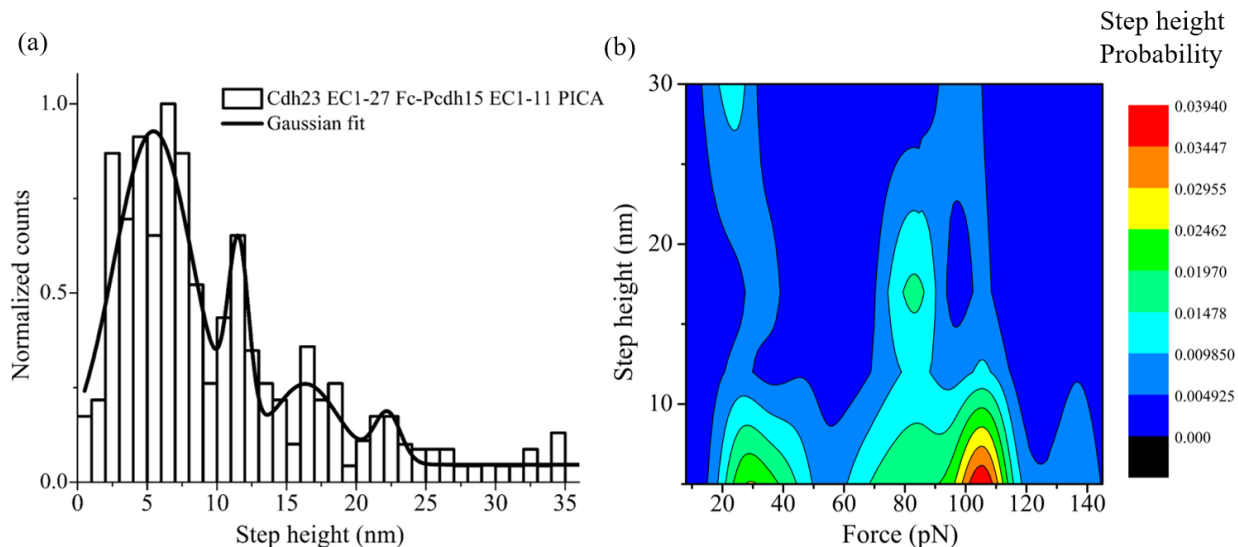 (a)
Cdh23 EC1-27 Fc-Pcdh15 EC1-11 PICA
Gaussian fit
Normalized counts
1.0
0.5
0.0
0 5 10 15 20 25 30 35
Step height (nm)
(b)
Step height
Probability
Step height (nm)
30
20
10
20 40 60 80 100 120 140
Force (pN)
0.03940
0.03447
0.02955
0.02462
0.01970
0.01478
0.009850
0.004925
0.000